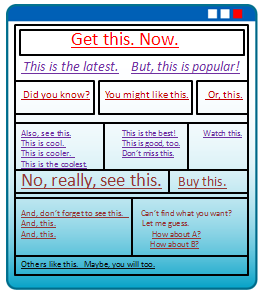 Get this. Now.
This is the latest. But, this is popular!
Did you know? You might like this. Or, this.
Also, see this.
This is cool.
This is cooler.
This is the coolest.
This is the best!
This is good, too.
Don't miss this.
Watch this.
No, really, see this. Buy this.
And, don't forget to see this.
And, this.
And, this.
Can't find what you want?
Let me guess.
How about A?
How about B?
Others like this. Maybe, you will too.